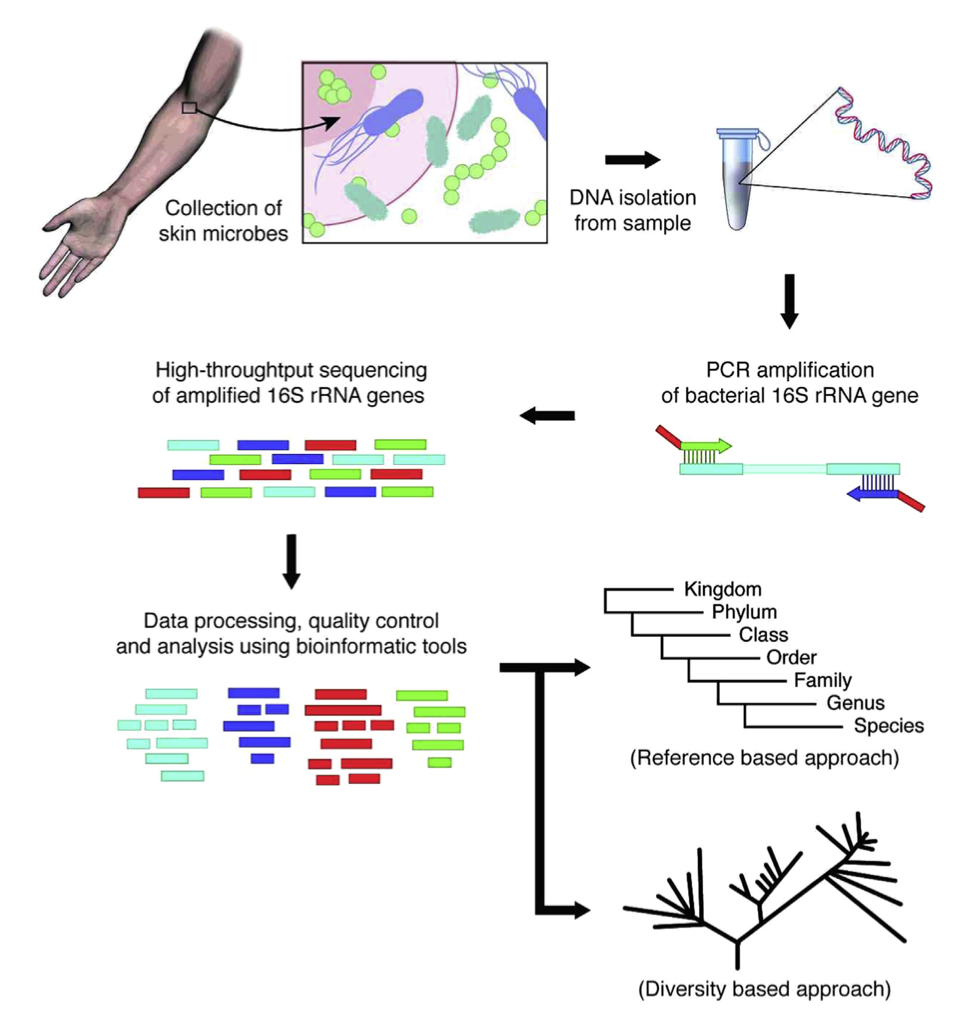 Collection of
skin microbes
DNA isolation
from sample
PCR amplification
of bacterial 16S rRNA gene
High-throughtput sequencing
of amplified 16S rRNA genes
Data processing, quality control
and analysis using bioinformatic tools
Kingdom
Phylum
Class
Order
Family
Genus
Species
(Reference based approach)
(Diversity based approach)